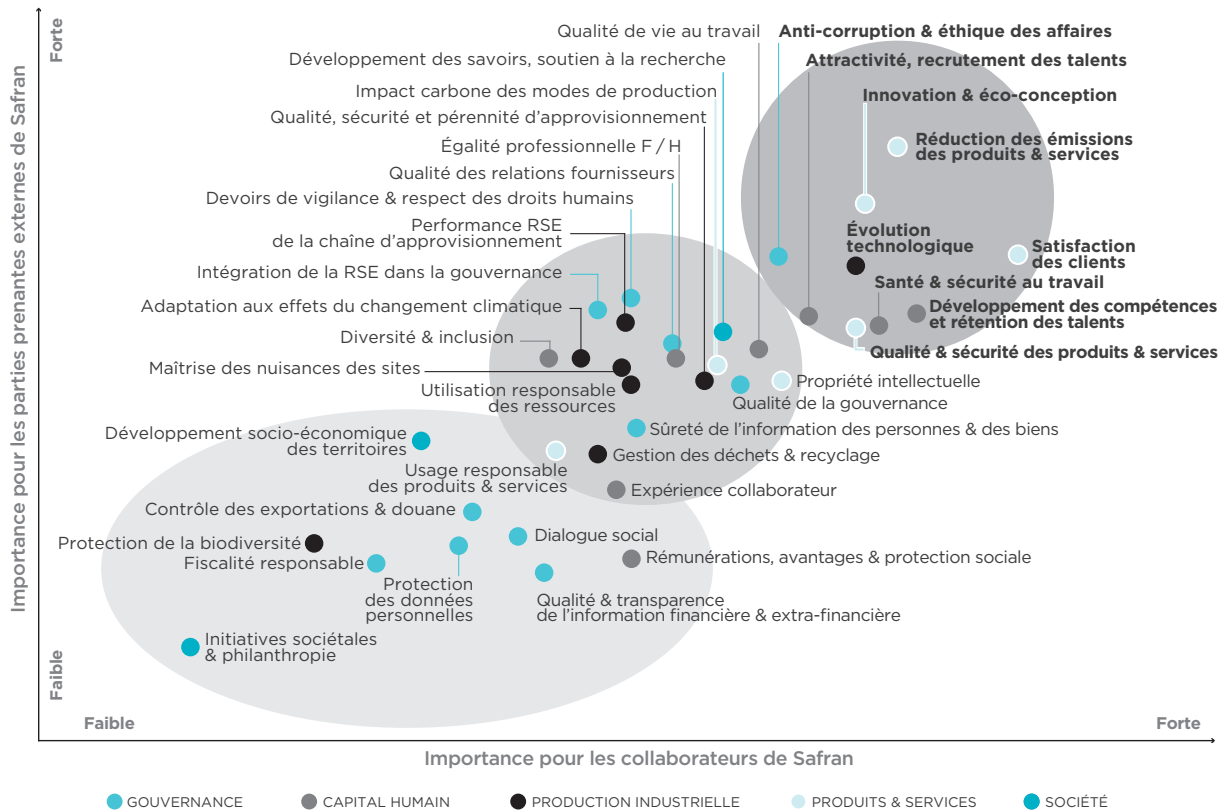 Importance pour les parties prenantes externes de Safran
Forte
Faible
Qualité de vie au travail
Anti-corruption & éthique des affaires
Développement des savoirs, soutien à la recherche
Attractivité, recrutement des talents
Impact carbone des modes de production
Innovation & éco-conception
Qualité, sécurité et pérennité d'approvisionnement
Réduction des émissions
des produits & services
Égalité professionnelle F / H
Qualité des relations fournisseurs
Devoirs de vigilance & respect des droits humains
Performance RSE
de la chaîne d'approvisionnement
Évolution
technologique
Satisfaction
des clients
Intégration de la RSE dans la gouvernance
Santé & sécurité au travail
Adaptation aux effets du changement climatique
Développement des compétences
et rétention des talents
Diversité & inclusion
Qualité & sécurité des produits & services
Maîtrise des nuisances des sites
Utilisation responsable
des ressources
Propriété intellectuelle
Qualité de la gouvernance
Développement socio-économique
des territoires
Sûreté de l'information des personnes & des biens
Usage responsable
des produits & services
Gestion des déchets & recyclage
Expérience collaborateur
Contrôle des exportations & douane
Dialogue social
Protection de la biodiversité
Fiscalité responsable
Rémunérations, avantages & protection sociale
Protection
des données
personnelles
Qualité & transparence
de l'information financière & extra-financière
Initiatives sociétales
& philanthropie
Faible
Forte
Importance pour les collaborateurs de Safran
GOUVERNANCE
CAPITAL HUMAIN
PRODUCTION INDUSTRIELLE
PRODUITS & SERVICES
SOCIÉTÉ